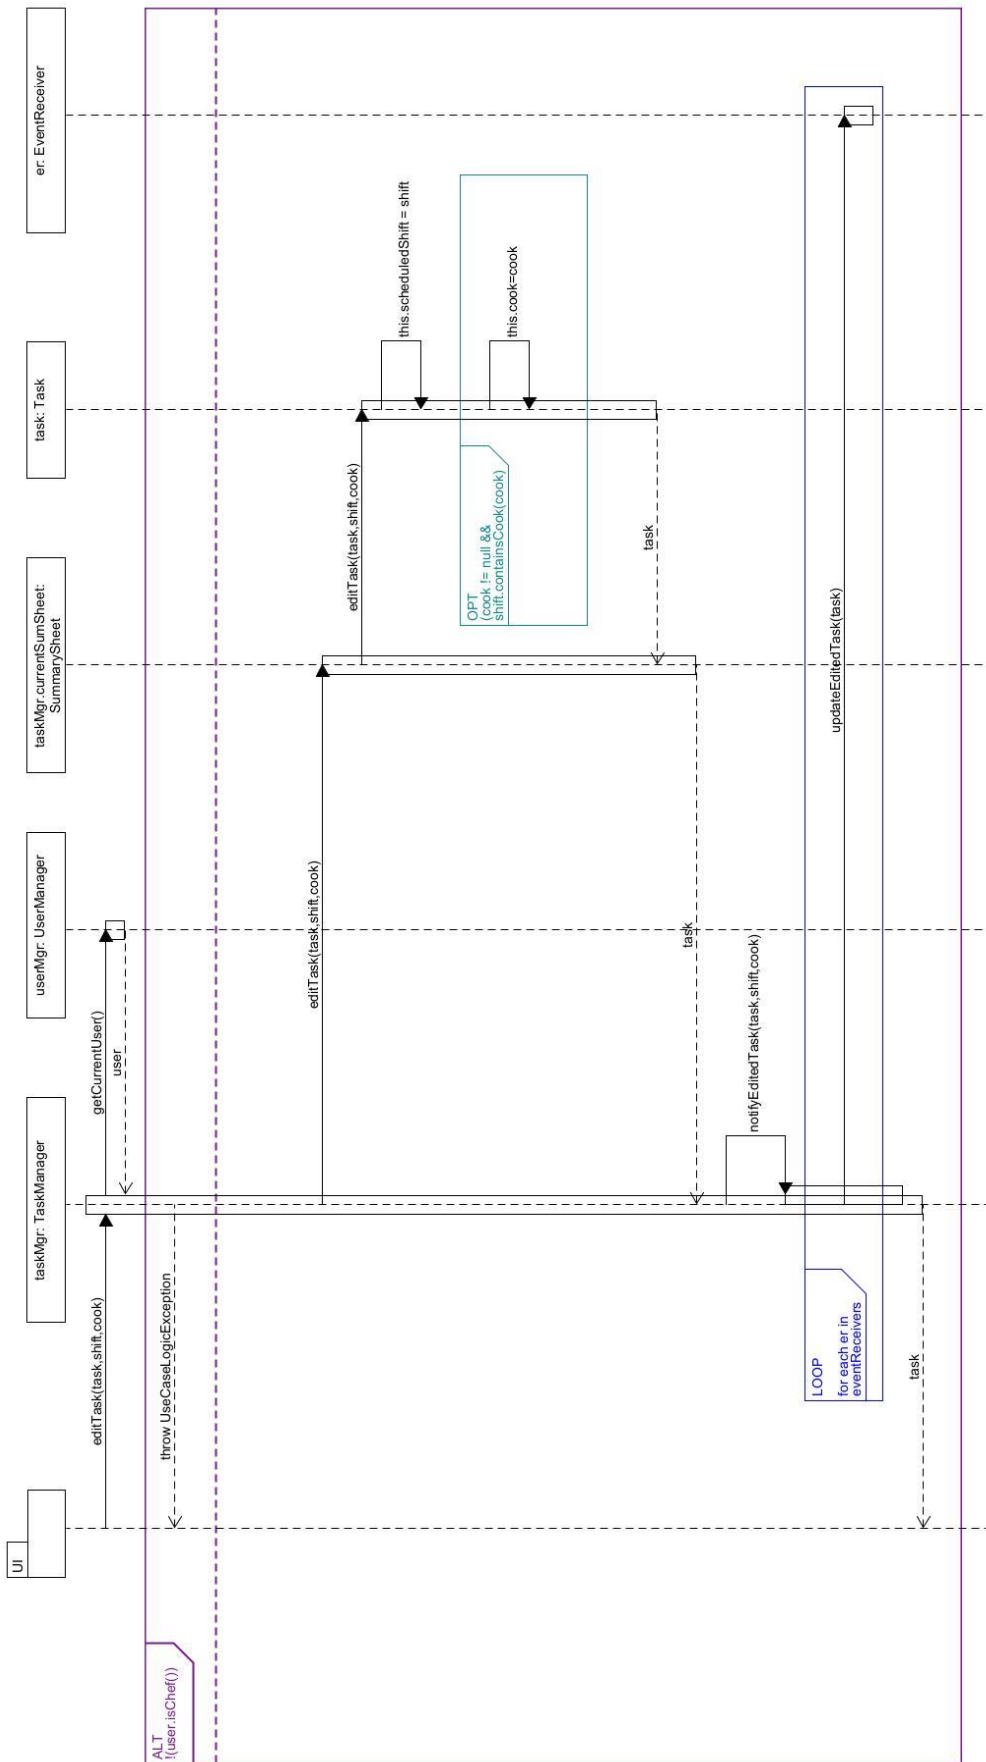 UI
taskMgr: TaskManager
userMgr: UserManager
taskMgr.currentSumSheet:
SummarySheet
task: Task
er: EventReceiver
editTask(task,shift,cook)
getCurrentUser()
user
ALT
!(user.isChef())
throw UseCaseLogicException
editTask(task,shift,cook)
editTask(task,shift,cook)
this.scheduledShift = shift
OPT
(cook != null &&
shift.containsCook(cook)
this.cook=cook
task
task
notifyEditedTask(task,shift,cook)
LOOP
for each er in
eventReceivers
updateEditedTask(task)
task